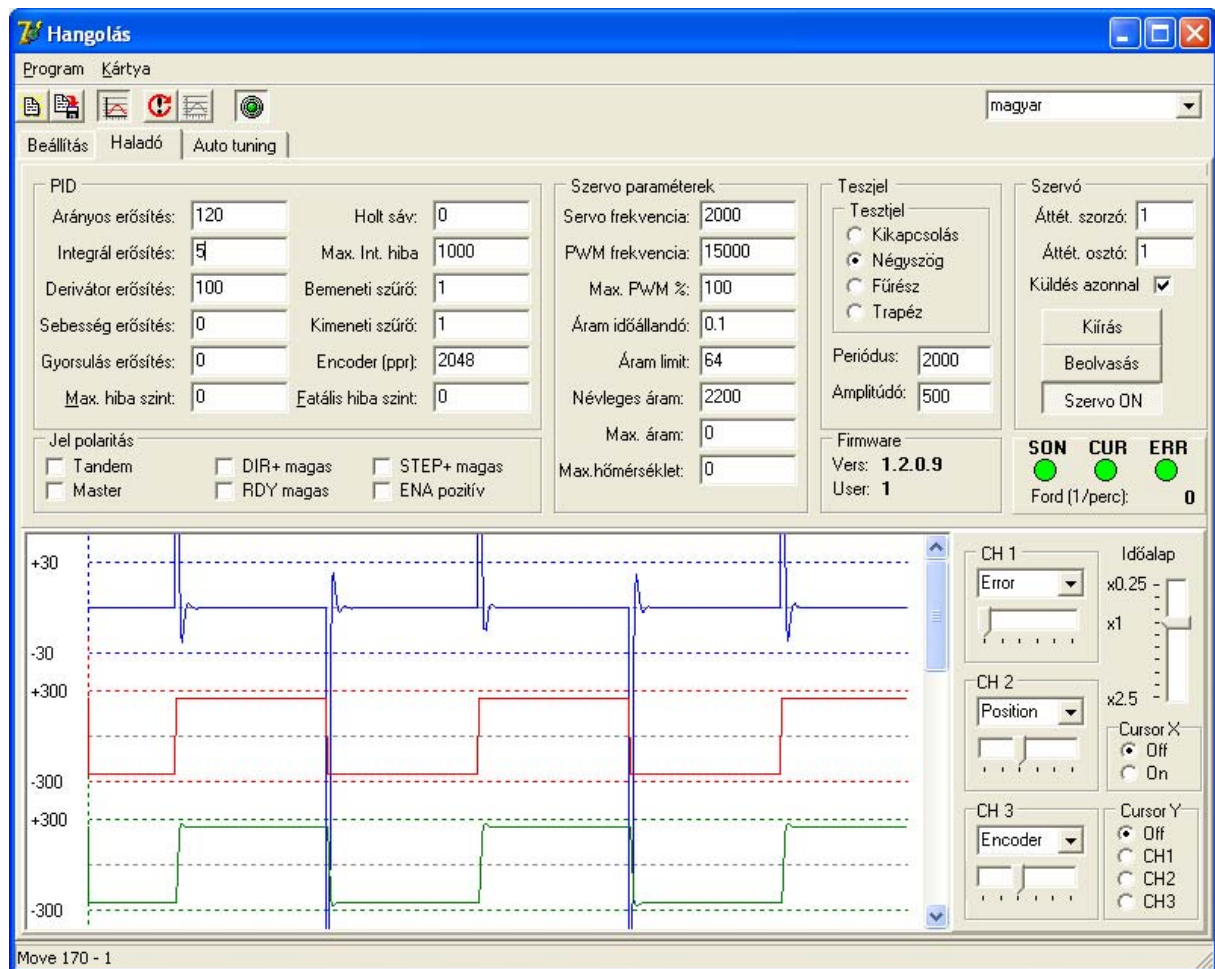 Hangolás
Program Kártya
magyar
Beállítás Haladó Auto tuning
PID
Arányos erősítés: 120
Integrál erősítés: 5
Derivátor erősítés: 100
Sebesség erősítés: 0
Gyorsulás erősítés: 0
Max. hiba szint: 0
Holt sáv: 0
Max. Int. hiba 1000
Bemeneti szűrő: 1
Kimeneti szűrő: 1
Encoder (ppr): 2048
Fatális hiba szint: 0
Jel polaritás
Tandem DIR+ magas STEP+ magas
Master RDY magas ENA pozitív
Szervo paraméterek
Servo frekvencia: 2000
PWM frekvencia: 15000
Max. PWM %: 100
Áram időállandó: 0.1
Áram limit: 64
Névleges áram: 2200
Max. áram: 0
Max.hőmérséklet: 0
Teszjel
Tesztjel
Kikapcsolás
Négyszög
Fűrész
Trapéz
Periódus: 2000
Amplitúdó: 500
Firmware
Vers: 1.2.0.9
User: 1
Szervó
Áttét. szorzó: 1
Áttét. osztó: 1
Küldés azonnal
Kiírás
Beolvasás
Szervo ON
SON CUR ERR
Ford (1/perc): 0
+30
-30
+300
-300
+300
-300
CH 1
Error
CH 2
Position
CH 3
Encoder
Időalap
x0.25
x1
x2.5
Cursor X
Off
On
Cursor Y
Off
CH1
CH2
CH3
Move 170 - 1